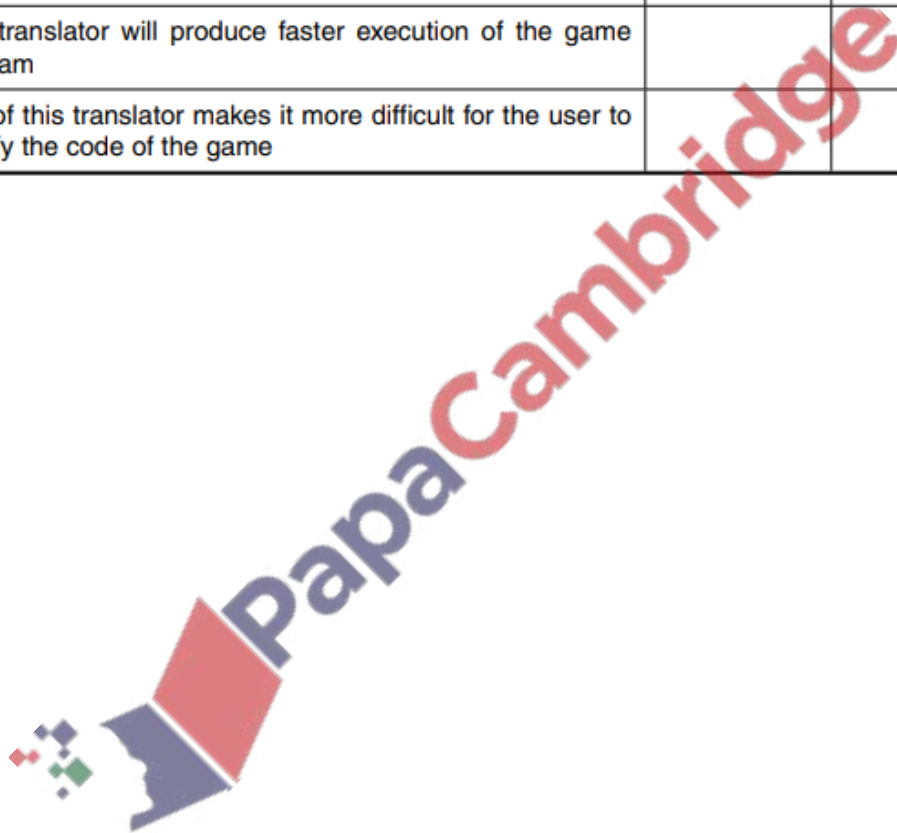 translator will produce faster execution of the game
am
of this translator makes it more difficult for the user to
fy the code of the game
PapaCambridge